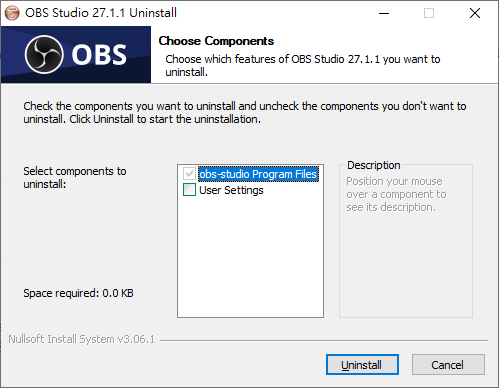 OBS Studio 27.1.1 Uninstall
OBS
Choose Components
Choose which features of OBS Studio 27.1.1 you want to
uninstall.
Check the components you want to uninstall and uncheck the components you don't want to
uninstall. Click Uninstall to start the uninstallation.
Select components to
uninstall:
obs-studio Program Files
User Settings
Description
Position your mouse
over a component to
see its description.
Space required: 0.0 KB
Nullsoft Install System v3.06.1
Uninstall
Cancel